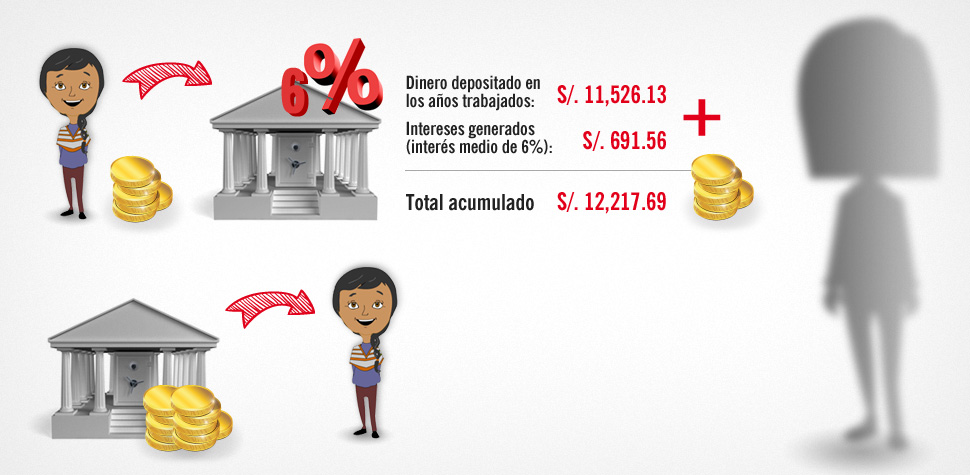 6%
Dinero depositado en
los años trabajados: S/. 11,526.13
+
Intereses generados
(interés medio de 6%): S/. 691.56
Total acumulado S/. 12,217.69